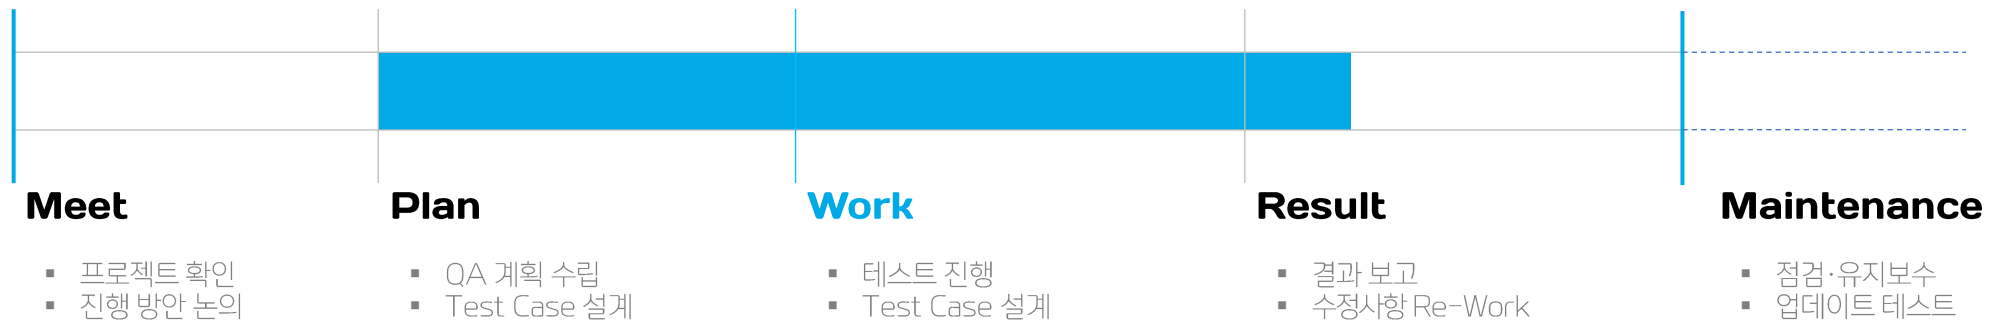 Meet
▪ 프로젝트 확인
▪ 진행 방안 논의
Plan
▪ QA 계획 수립
▪ Test Case 설계
Work
▪ 테스트 진행
▪ Test Case 설계
Result
▪ 결과 보고
▪ 수정사항 Re-Work
Maintenance
▪ 점검·유지보수
▪ 업데이트 테스트